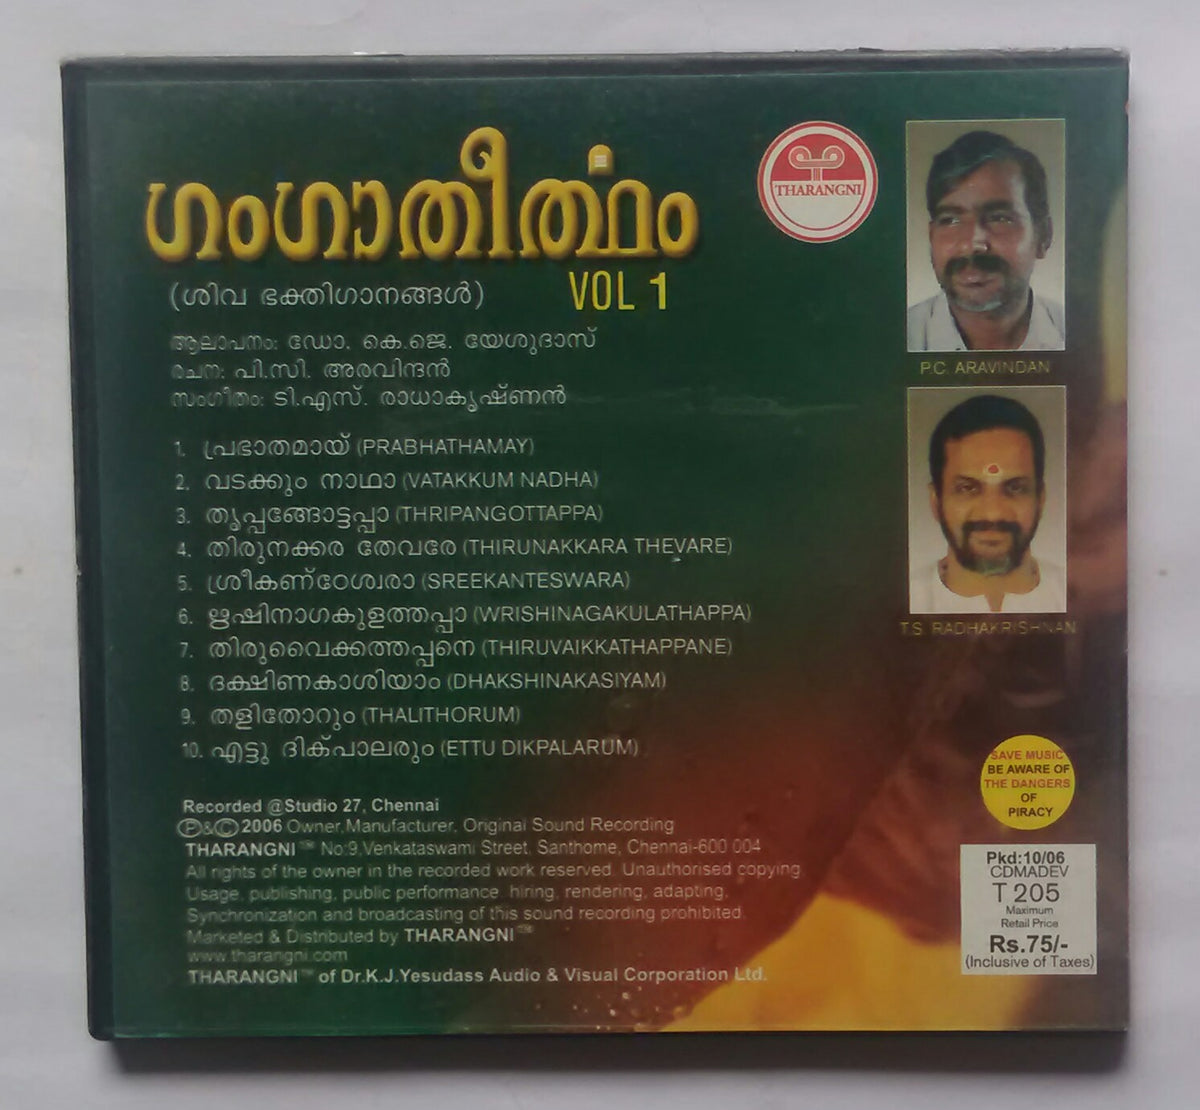 ഗംഗാതീർത്ഥം
VOL 1
(ശിവ ഭക്തിഗാനങ്ങൾ)
ആലാപനം: ഡോ. കെ.ജെ. യേശുദാസ്
രചന: പി.സി. അരവിന്ദൻ
സംഗീതം: ടി.എസ്. രാധാകൃഷ്ണൻ
1. പ്രഭാതമായ് (PRABHATHAMAY)
2. വടക്കും നാഥാ (VATAKKUM NADHA)
3. തൃപ്പങ്ങോട്ടപ്പാ (THRIPANGOTTAPPA)
4. തിരുനക്കര തേവരേ (THIRUNAKKARA THEVARE)
5. ശ്രീകണ്ഠേശ്വരാ (SREEKANTESWARA)
6. ഋഷിനാഗകുളത്തപ്പാ (WRISHINAGAKULATHAPPA)
7. തിരുവൈക്കത്തപ്പനെ (THIRUVAIKKATHAPPANE)
8. ദക്ഷിണകാശിയാം (DHAKSHINAKASIYAM)
9. തളിതോറും (THALITHORUM)
10. എട്ടു ദിക്പാലരും (ETTU DIKPALARUM)
Recorded @Studio 27, Chennai
Ⓟ&© 2006 Owner,Manufacturer, Original Sound Recording
THARANGNI™ No:9,Venkataswami Street, Santhome, Chennai-600 004
All rights of the owner in the recorded work reserved. Unauthorised copying
Usage, publishing, public performance, hiring, rendering, adapting,
Synchronization and broadcasting of this sound recording prohibited.
Marketed & Distributed by THARANGNI™
www.tharangni.com
THARANGNI™ of Dr.K.J.Yesudass Audio & Visual Corporation Ltd.
THARANGNI
P.C. ARAVINDAN
T.S. RADHAKRISHNAN
SAVE MUSIC
BE AWARE OF
THE DANGERS
OF
PIRACY
Pkd:10/06
CDMADEV
T 205
Maximum
Retail Price
Rs.75/-
(Inclusive of Taxes)